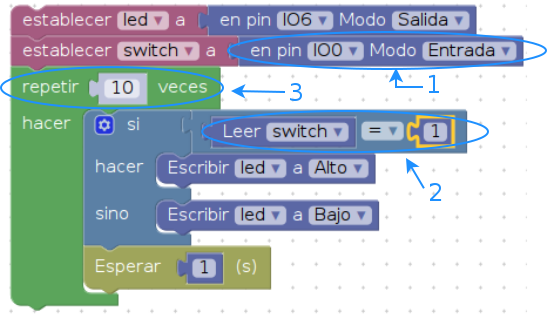 establecer led a en pin IO6 Modo Salida
establecer switch a en pin IO0 Modo Entrada
1
repetir 10 veces 3
hacer si Leer switch = 1
hacer Escribir led a Alto
2
sino Escribir led a Bajo
Esperar 1 (s)